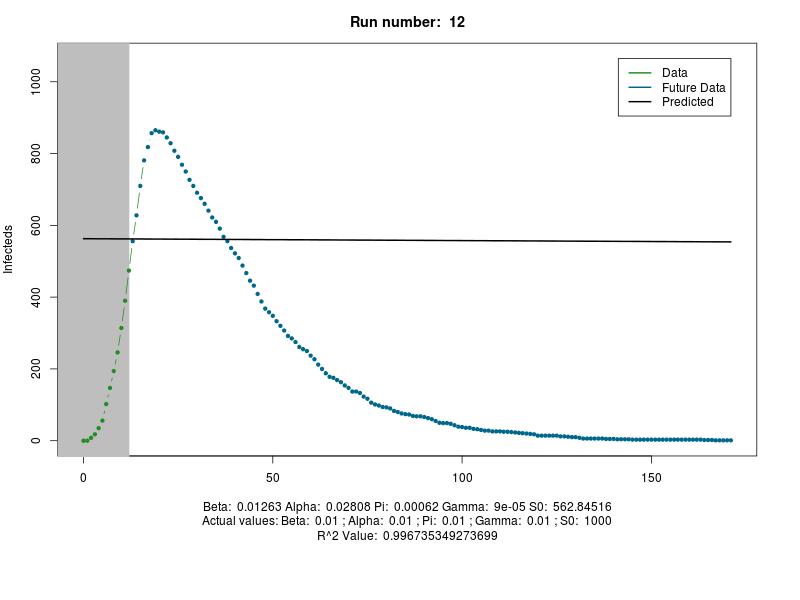 Run number: 12
Data
Future Data
Predicted
Infecteds
1000
800
600
400
200
0
0 50 100 150
Beta: 0.01263 Alpha: 0.02808 Pi: 0.00062 Gamma: 9e-05 S0: 562.84516
Actual values: Beta: 0.01 ; Alpha: 0.01 ; Pi: 0.01 ; Gamma: 0.01 ; S0: 1000
R^2 Value: 0.996735349273699